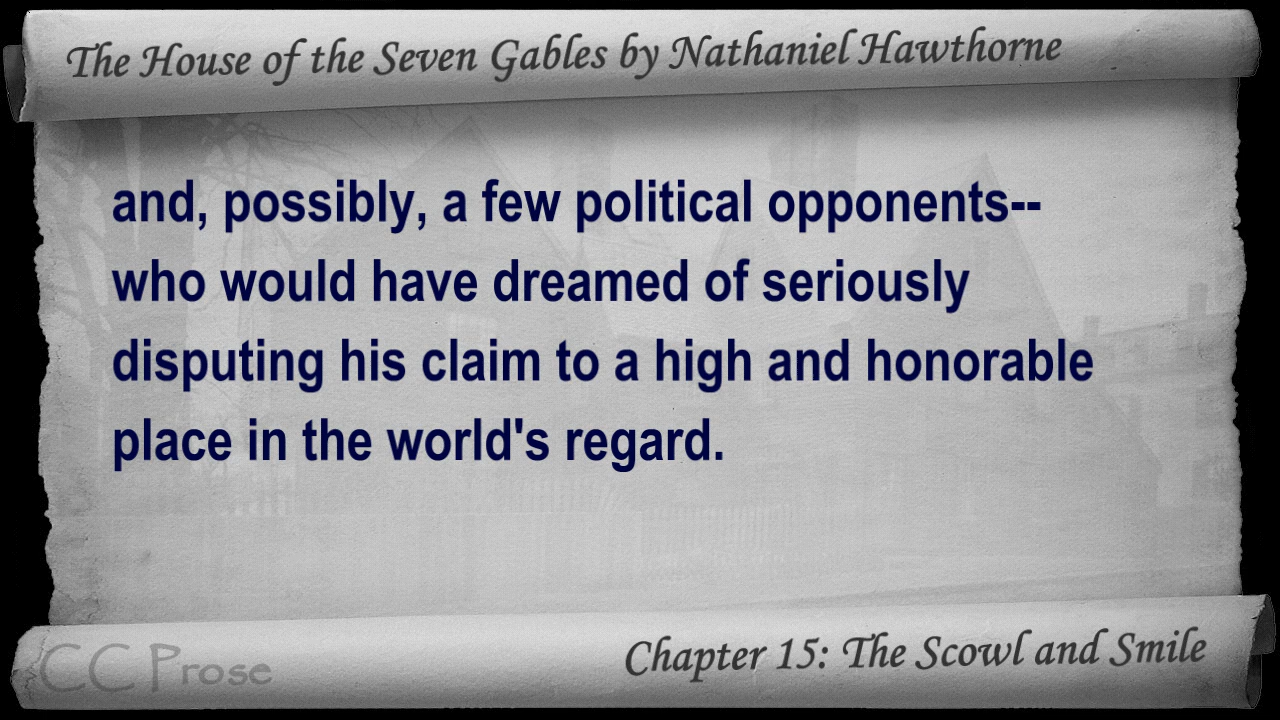 The House of the Seven Gables by Nathaniel Hawthorne
and, possibly, a few political opponents--
who would have dreamed of seriously
disputing his claim to a high and honorable
place in the world's regard.
CC Prose
Chapter 15: The Scowl and Smile